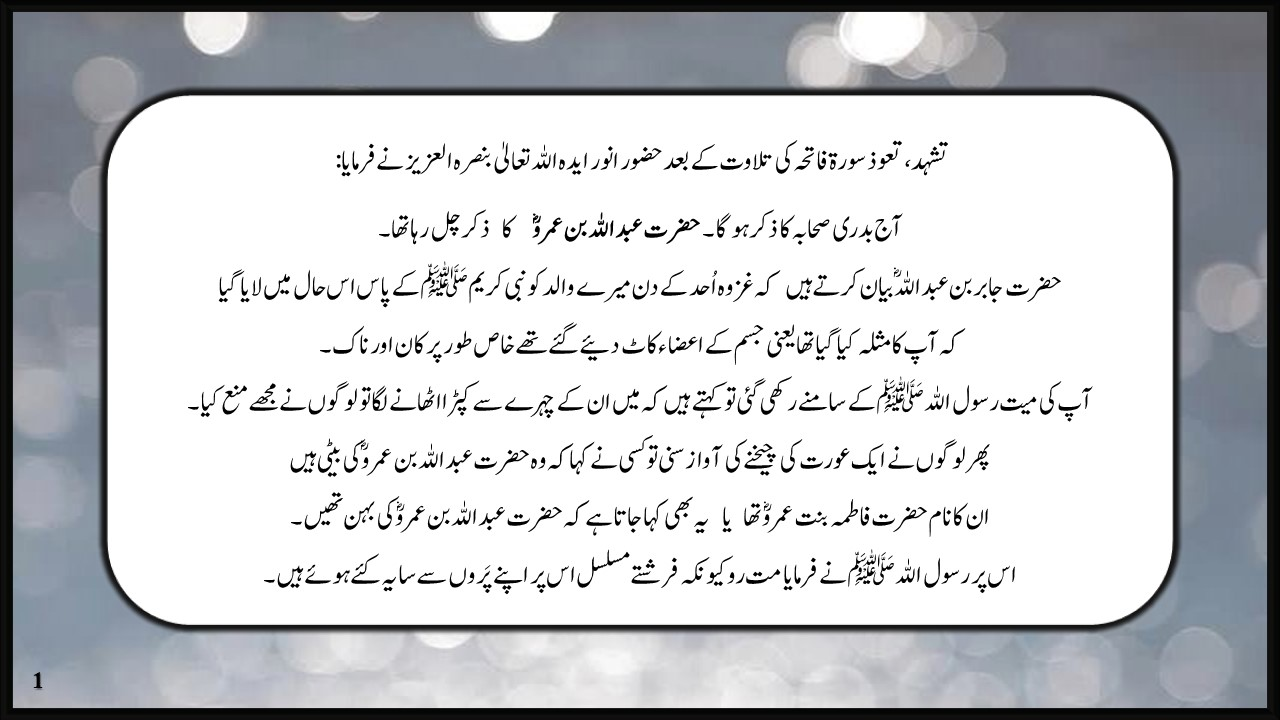 تشہد، تعوذ سورۃ فاتحہ کی تلاوت کے بعد حضور انور ایدہ اللہ تعالیٰ بنصرہ العزیز نے فرمایا:
آج بدری صحابہ کا ذکر ہو گا۔ حضرت عبد اللہ بن عمروؓ کا ذکر چل رہا تھا۔
حضرت جابر بن عبد اللہؓ بیان کرتے ہیں کہ غزوہ اُحد کے دن میرے والد کو نبی کریم ﷺ کے پاس اس حال میں لایا گیا
کہ آپ کا مثلہ کیا گیا تھا یعنی جسم کے اعضاء کاٹ دیئے گئے تھے خاص طور پر کان اور ناک۔
آپ کی میت رسول اللہ ﷺ کے سامنے رکھی گئی تو کہتے ہیں کہ میں ان کے چہرے سے کپڑا اٹھانے لگا تو لوگوں نے مجھے منع کیا۔
پھر لوگوں نے ایک عورت کی چیخنے کی آواز سنی تو کسی نے کہا کہ وہ حضرت عبد اللہ بن عمروؓ کی بیٹی ہیں
ان کا نام حضرت فاطمہ بنت عمروؓ تھا یا یہ بھی کہا جاتا ہے کہ حضرت عبد اللہ بن عمروؓ کی بہن تھیں۔
اس پر رسول اللہ ﷺ نے فرمایا مت رو کیونکہ فرشتے مسلسل اس پر اپنے پَروں سے سایہ کئے ہوئے ہیں۔
1